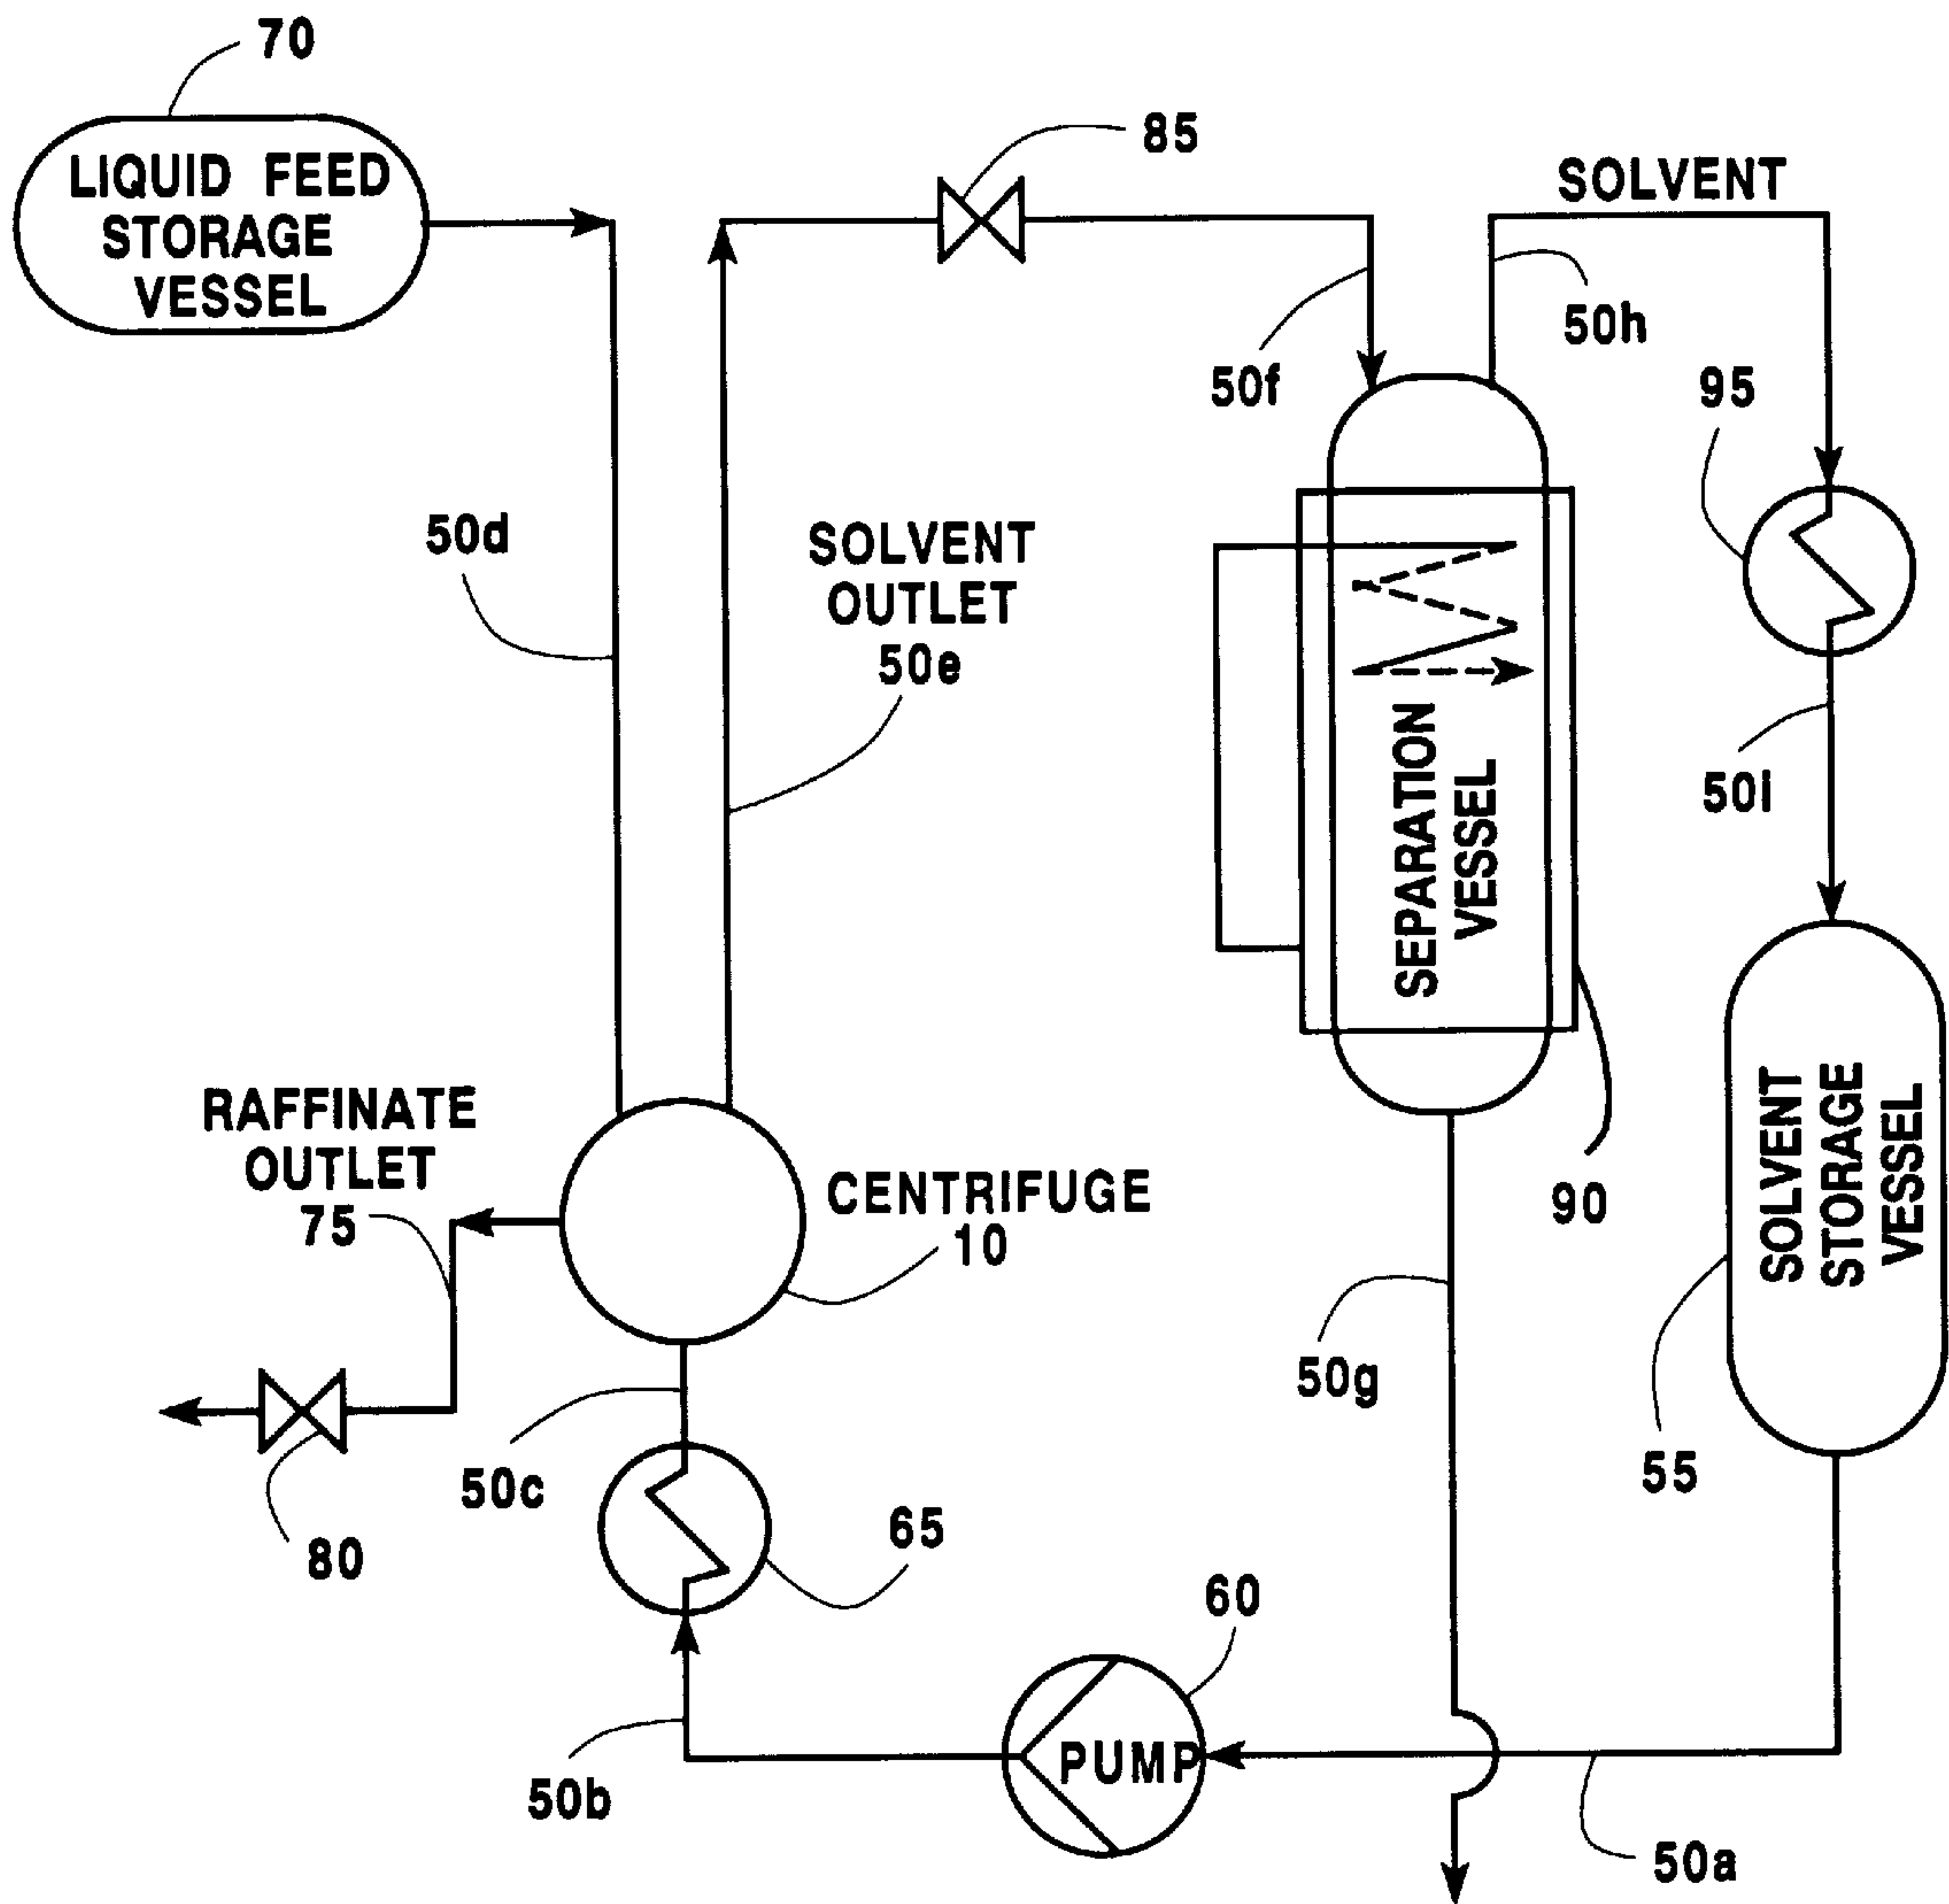 70
LIQUID FEED
STORAGE
VESSEL
85
SOLVENT
50f
50h
95
50d
SOLVENT
OUTLET
50e
50i
SEPARATION
VESSEL
RAFFINATE
OUTLET
75
CENTRIFUGE
10
90
SOLVENT
STORAGE
VESSEL
50g
55
50c
80
65
60
PUMP
50b
50a